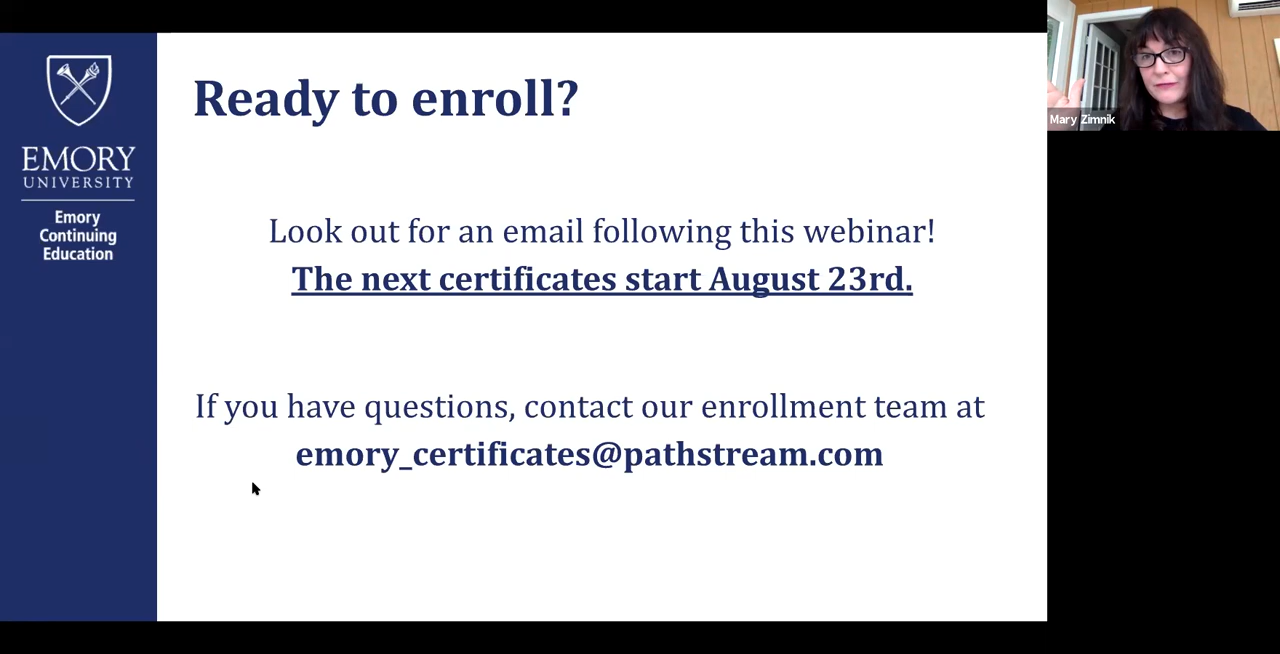 EMORY
UNIVERSITY
Emory
Continuing
Education
Ready to enroll?
Look out for an email following this webinar!
The next certificates start August 23rd.
If you have questions, contact our enrollment team at
emory_certificates@pathstream.com
Mary Zimnik